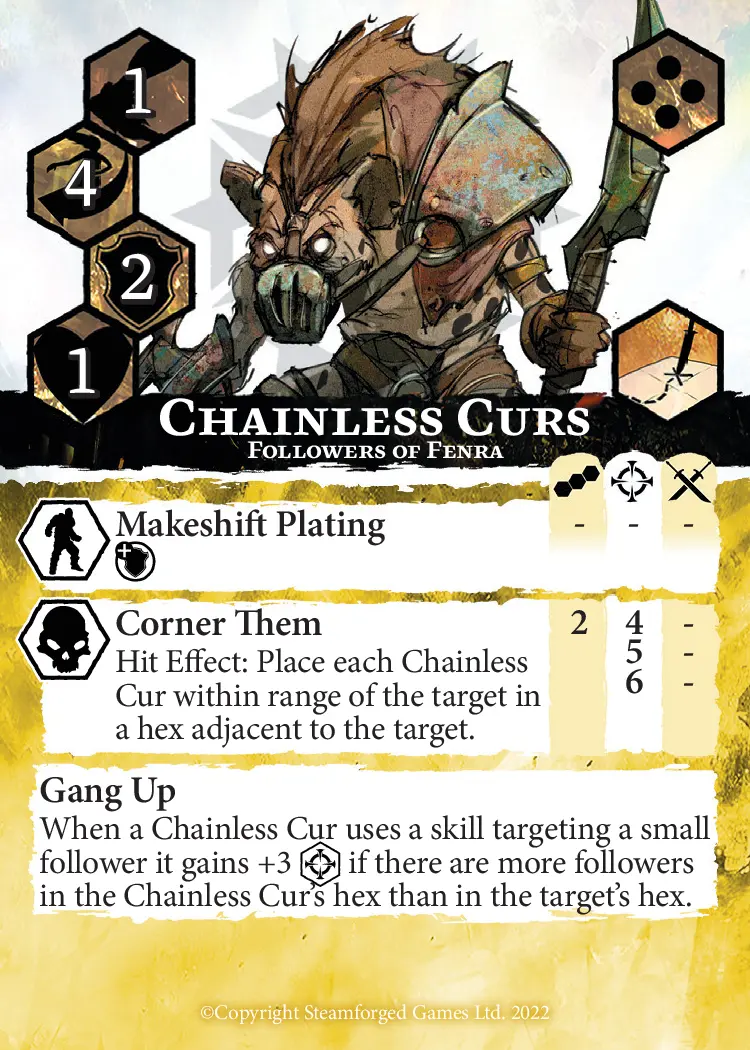 1
4
2
1
Chainless Curs
Followers of Fenra
Makeshift Plating - - -
+
Corner Them 2 4 -
5 -
6 -
Hit Effect: Place each Chainless
Cur within range of the target in
a hex adjacent to the target.
Gang Up
When a Chainless Cur uses a skill targeting a small
follower it gains +3 if there are more followers
in the Chainless Cur's hex than in the target's hex.
©Copyright Steamforged Games Ltd. 2022